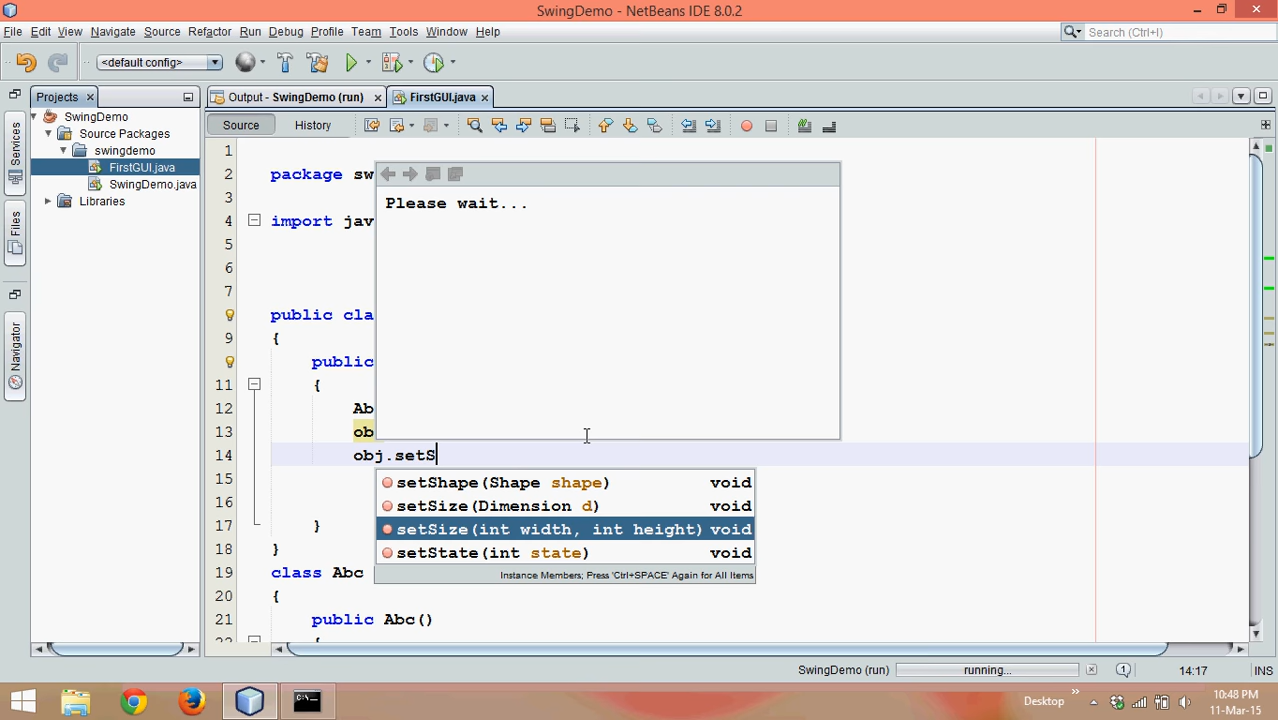 SwingDemo - NetBeans IDE 8.0.2
File Edit View Navigate Source Refactor Run Debug Profile Team Tools Window Help
Search (Ctrl+I)
<default config>
Projects
Output - SwingDemo (run)
FirstGUI.java
SwingDemo
Source History
Source Packages
swingdemo
FirstGUI.java
SwingDemo.java
Libraries
Services
Files
Navigator
1
2 package sw
3
4 import jav
5
6
7
public cla
9 {
public
11 {
12 Ab
13 ob
14 obj.setS
15
16
17 }
18 }
19 class Abc
20 {
21 public Abc()
22 {
Please wait...
setShape(Shape shape) void
setSize(Dimension d) void
setSize(int width, int height) void
setState(int state) void
Instance Members; Press 'Ctrl+SPACE' Again for All Items
SwingDemo (run) running... 1 14:17 INS
C:\
Desktop
10:48 PM
11-Mar-15